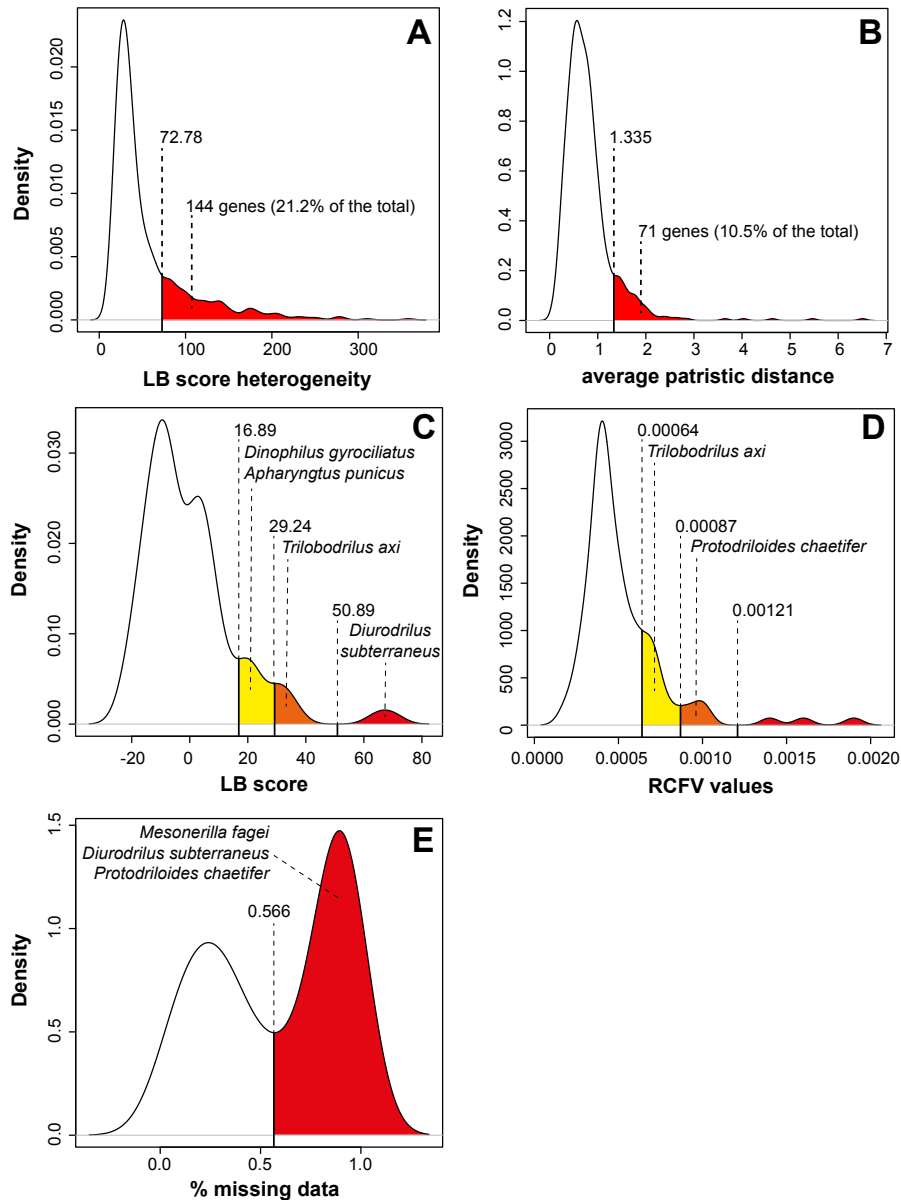 A
Density
0.000
0.005
0.010
0.015
0.020
72.78
144 genes (21.2% of the total)
0
100
200
300
LB score heterogeneity
B
0.0
0.2
0.4
0.6
0.8
1.0
1.2
1.335
71 genes (10.5% of the total)
0
1
2
3
4
5
6
7
average patristic distance
C
Density
0.000
0.010
0.020
0.030
16.89
Dinophilus gyrociliatus
Apharyngtus punicus
29.24
Trilobodrilus axi
50.89
Diurodrilus
subterraneus
-20
0
20
40
60
80
LB score
D
Density
0
500
1000
1500
2000
2500
3000
0.00064
Trilobodrilus axi
0.00087
Protodriloides chaetifer
0.00121
0.0000
0.0005
0.0010
0.0015
0.0020
RCFV values
E
Density
0.0
0.5
1.0
1.5
Mesonerilla fagei
Diurodrilus subterraneus
Protodriloides chaetifer
0.566
0.0
0.5
1.0
% missing data